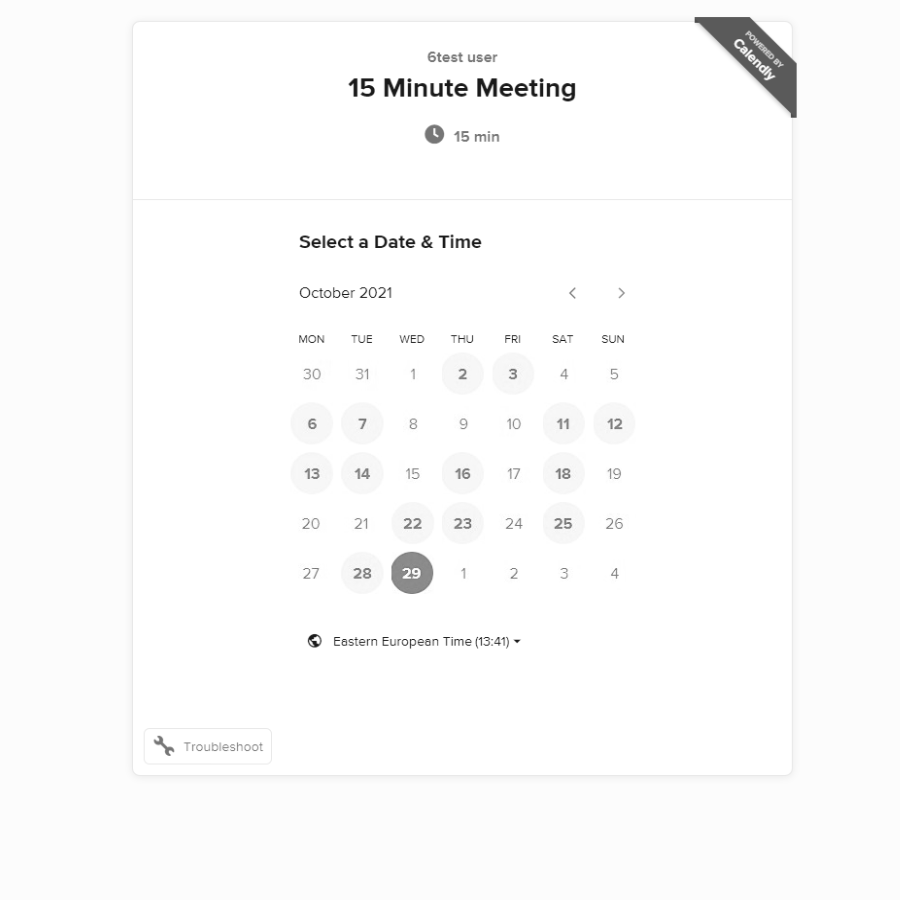 6test user
15 Minute Meeting
15 min
POWERED BY
Calendly
Select a Date & Time
October 2021
MON TUE WED THU FRI SAT SUN
30 31 1 2 3 4 5
6 7 8 9 10 11 12
13 14 15 16 17 18 19
20 21 22 23 24 25 26
27 28 29 1 2 3 4
Eastern European Time (13:41)
Troubleshoot